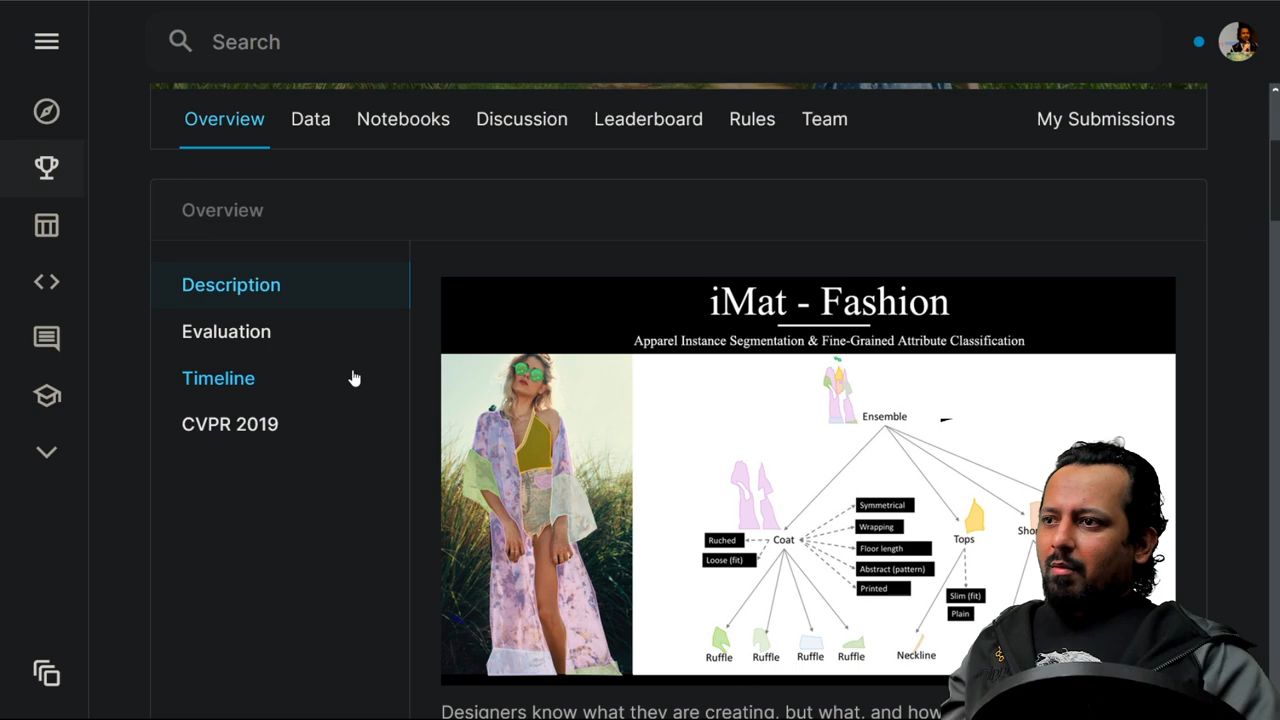 Search
Overview Data Notebooks Discussion Leaderboard Rules Team My Submissions
Overview
Description
Evaluation
Timeline
CVPR 2019
iMat - Fashion
Apparel Instance Segmentation & Fine-Grained Attribute Classification
Ensemble
Symmetrical
Wrapping
Ruched
Coat
Floor length
Tops
Loose (fit)
Abstract (pattern)
Printed
Slim (fit)
Plain
Ruffle Ruffle Ruffle Ruffle Neckline
Designers know what they are creating, but what, and how